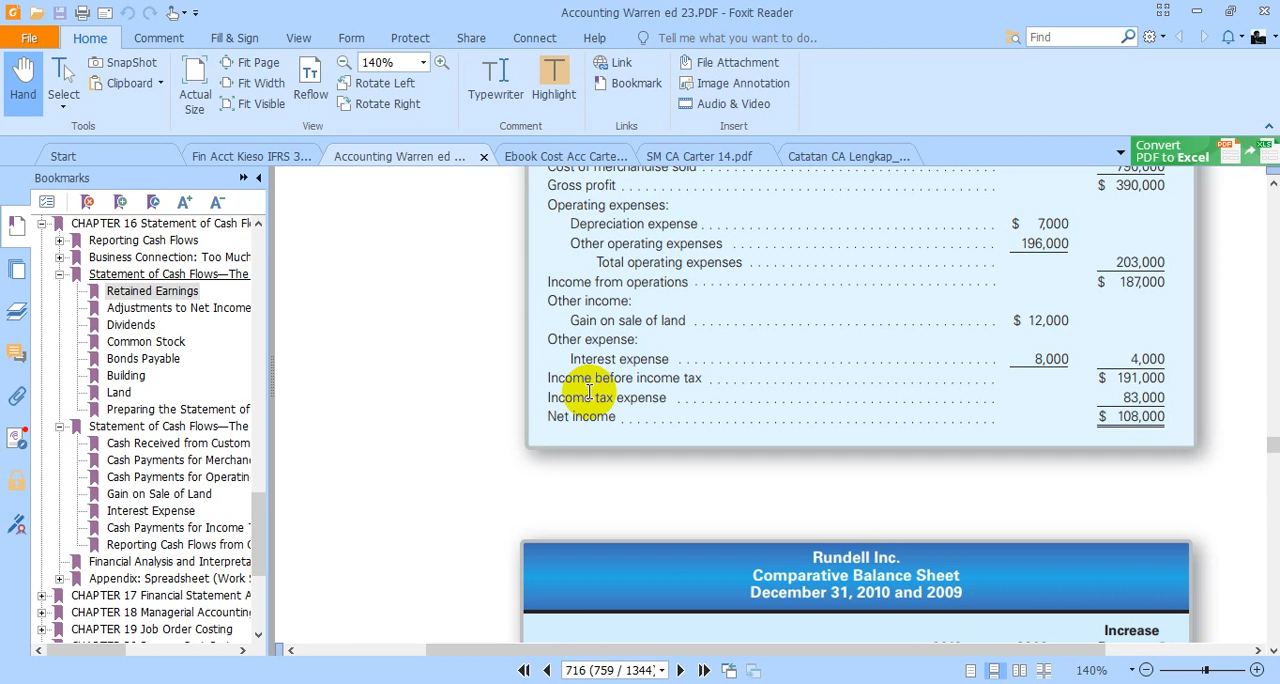 Accounting Warren ed 23.PDF - Foxit Reader
File Home Comment Fill & Sign View Form Protect Share Connect Help Tell me what you want to do.. Find
Hand
Select
SnapShot
Clipboard
Tools
Actual Size
Fit Page
Fit Width
Fit Visible
Reflow
140%
Rotate Left
Rotate Right
View
Typewriter
Highlight
Comment
Link
Bookmark
Links
File Attachment
Image Annotation
Audio & Video
Insert
Start
Fin Acct Kieso IFRS 3...
Accounting Warren ed ...
Ebook Cost Acc Carte...
SM CA Carter 14.pdf
Catatan CA Lengkap_...
Convert
PDF to Excel
PDF
XLS
Bookmarks
CHAPTER 16 Statement of Cash Fl
Reporting Cash Flows
Business Connection: Too Much
Statement of Cash Flows—The
Retained Earnings
Adjustments to Net Income
Dividends
Common Stock
Bonds Payable
Building
Land
Preparing the Statement of
Statement of Cash Flows—The
Cash Received from Custom
Cash Payments for Merchan
Cash Payments for Operatin
Gain on Sale of Land
Interest Expense
Cash Payments for Income
Reporting Cash Flows from
Financial Analysis and Interpreta
Appendix: Spreadsheet (Work
CHAPTER 17 Financial Statement A
CHAPTER 18 Managerial Accountin
CHAPTER 19 Job Order Costing
Cost of merchandise sold 790,000
Gross profit $ 390,000
Operating expenses:
Depreciation expense $ 7,000
Other operating expenses 196,000
Total operating expenses 203,000
Income from operations $ 187,000
Other income:
Gain on sale of land $ 12,000
Other expense:
Interest expense 8,000 4,000
Income before income tax $ 191,000
Income tax expense 83,000
Net income $ 108,000
Rundell Inc.
Comparative Balance Sheet
December 31, 2010 and 2009
Increase
716 (759 / 1344)
140%